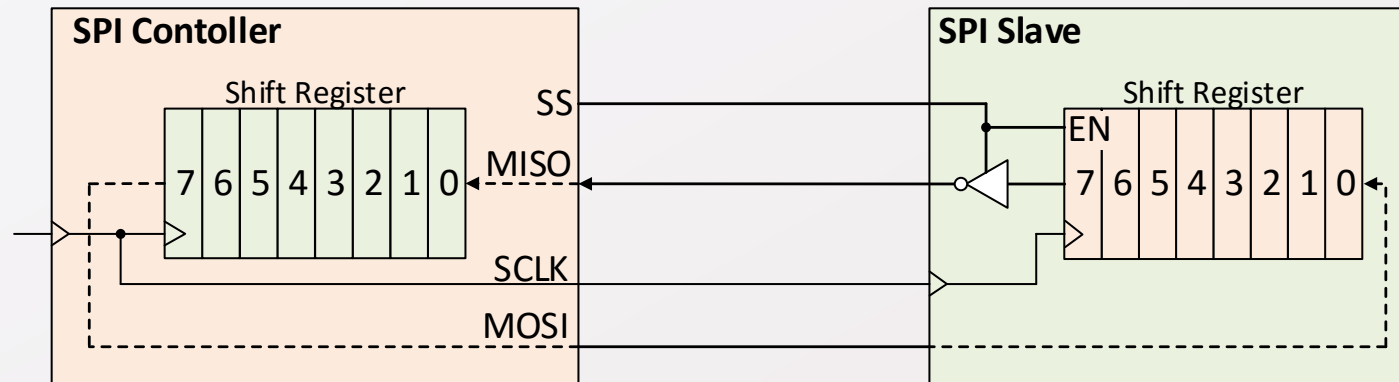 SPI Contoller
Shift Register
7 6 5 4 3 2 1 0
SS
MISO
SCLK
MOSI
SPI Slave
Shift Register
EN
7 6 5 4 3 2 1 0